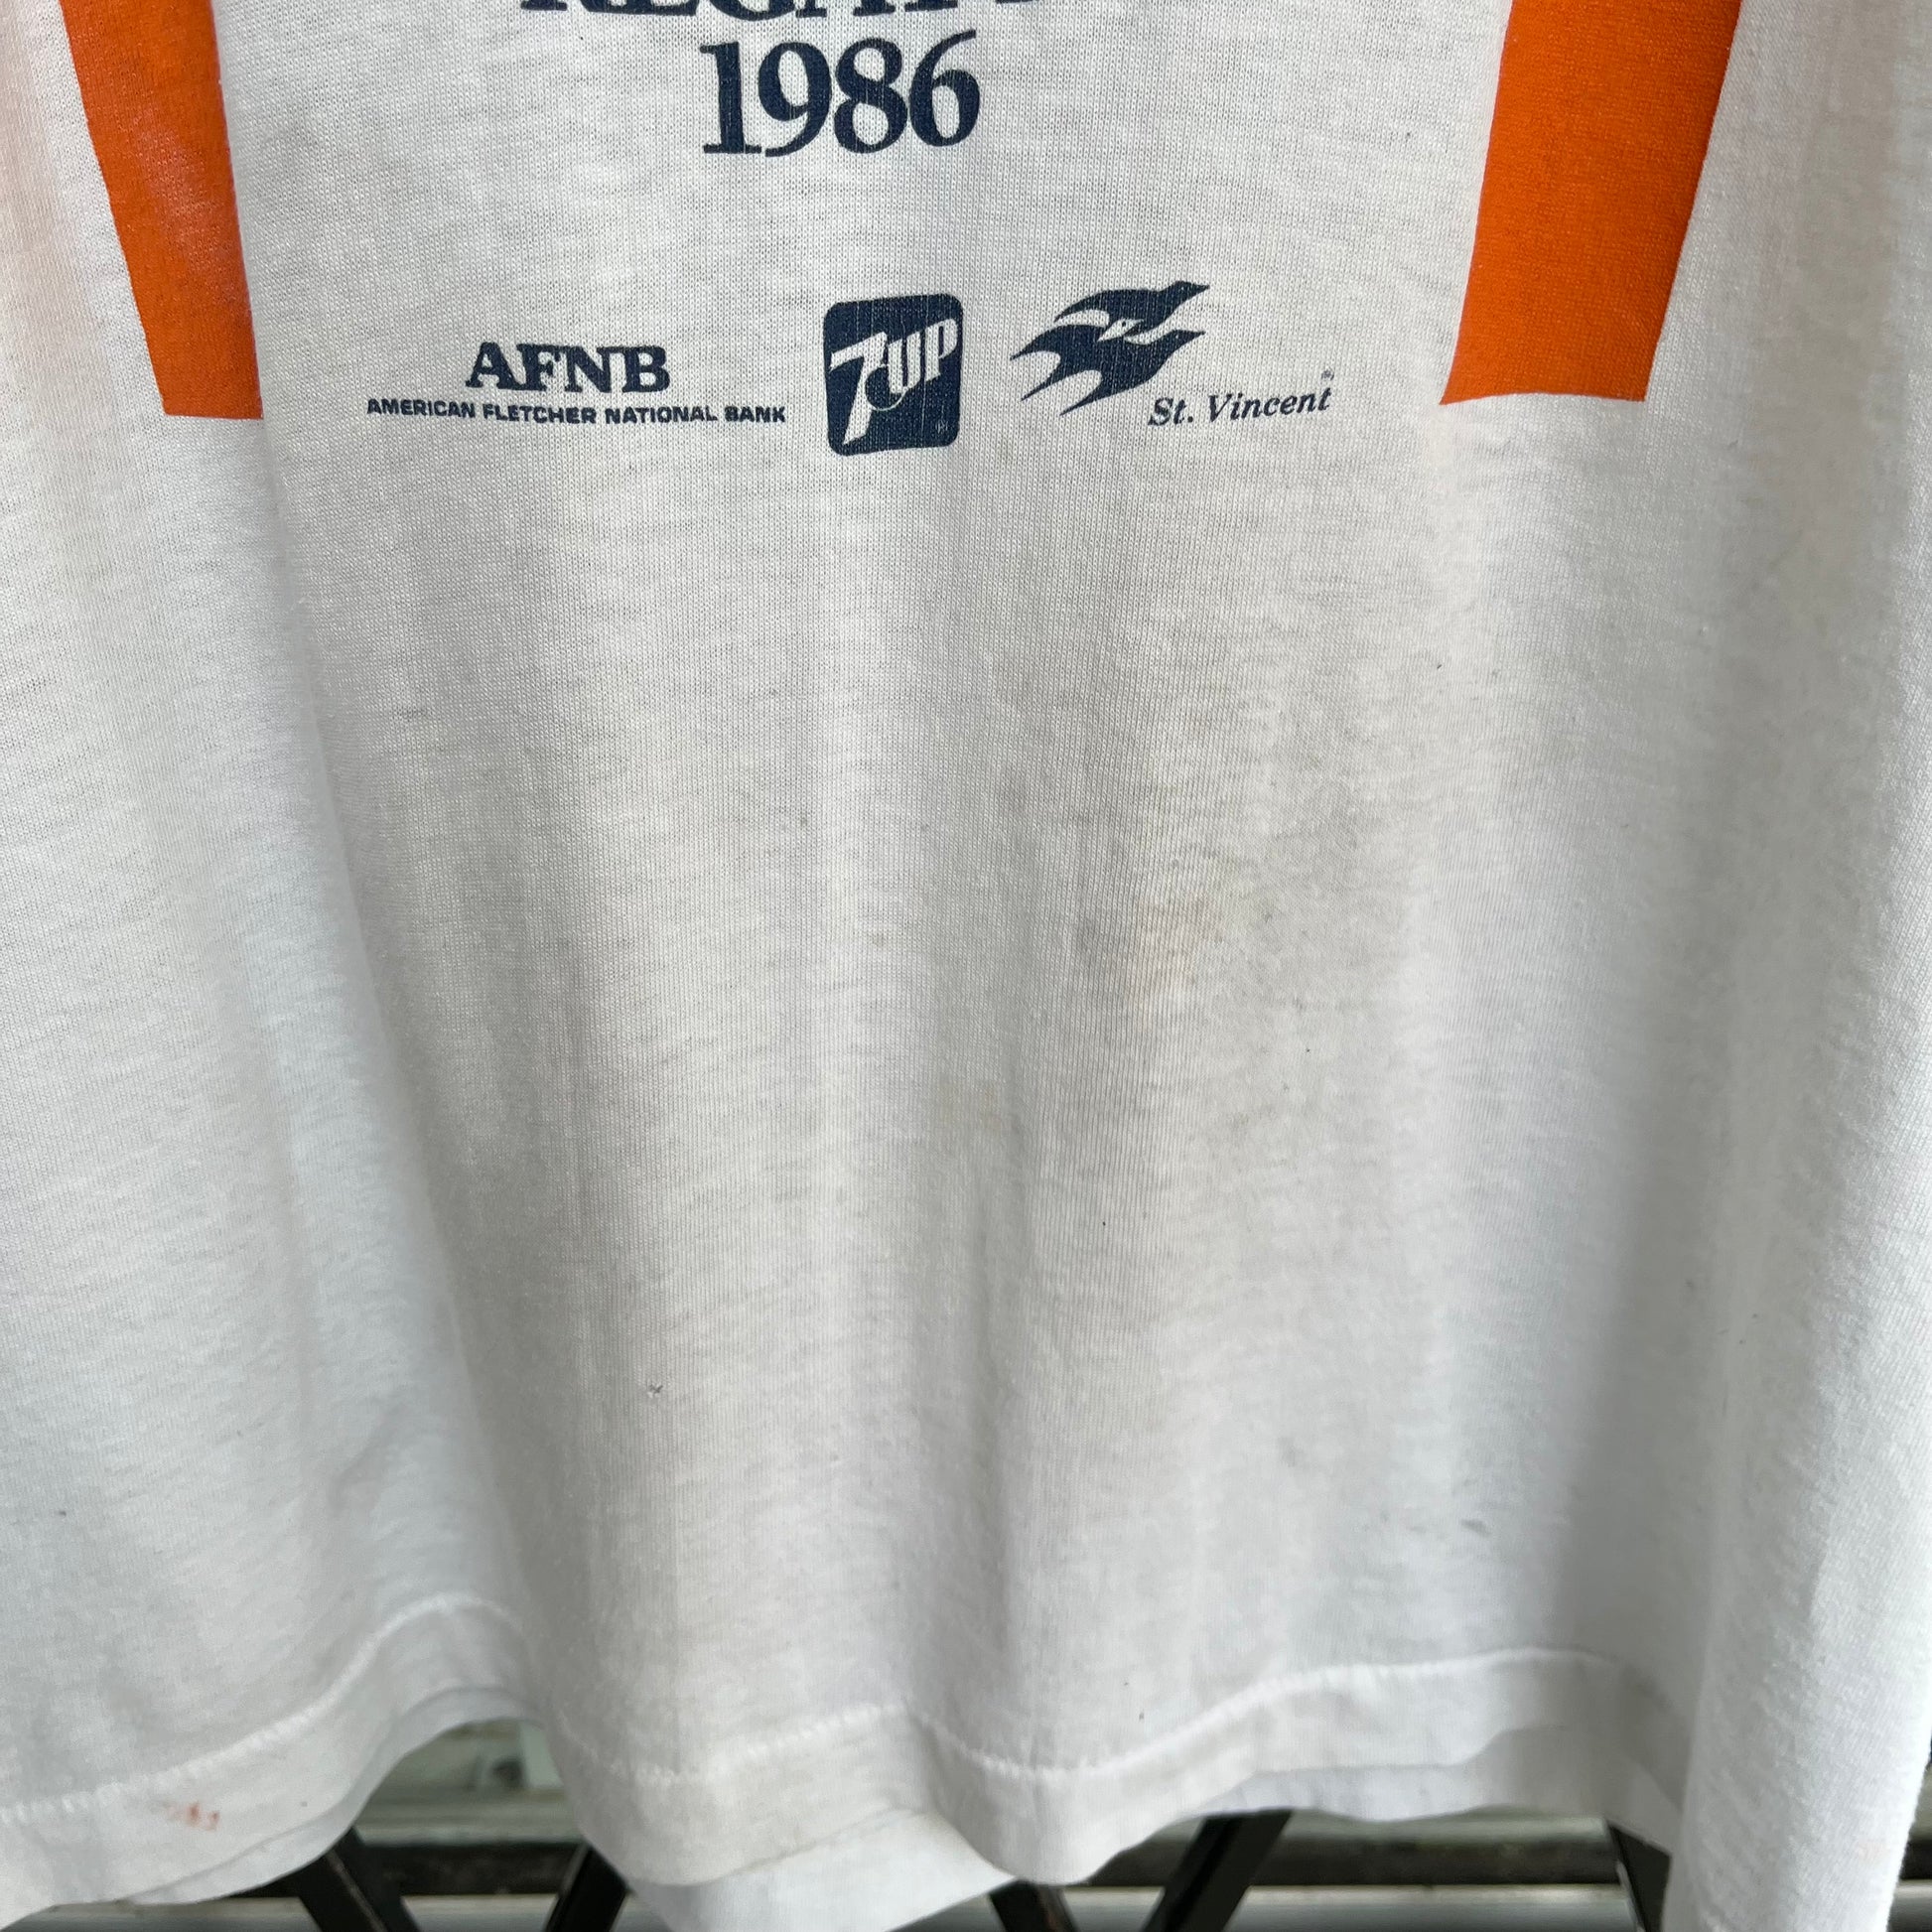 1986
AFNB
AMERICAN FLETCHER NATIONAL BANK
7UP
®
St. Vincent